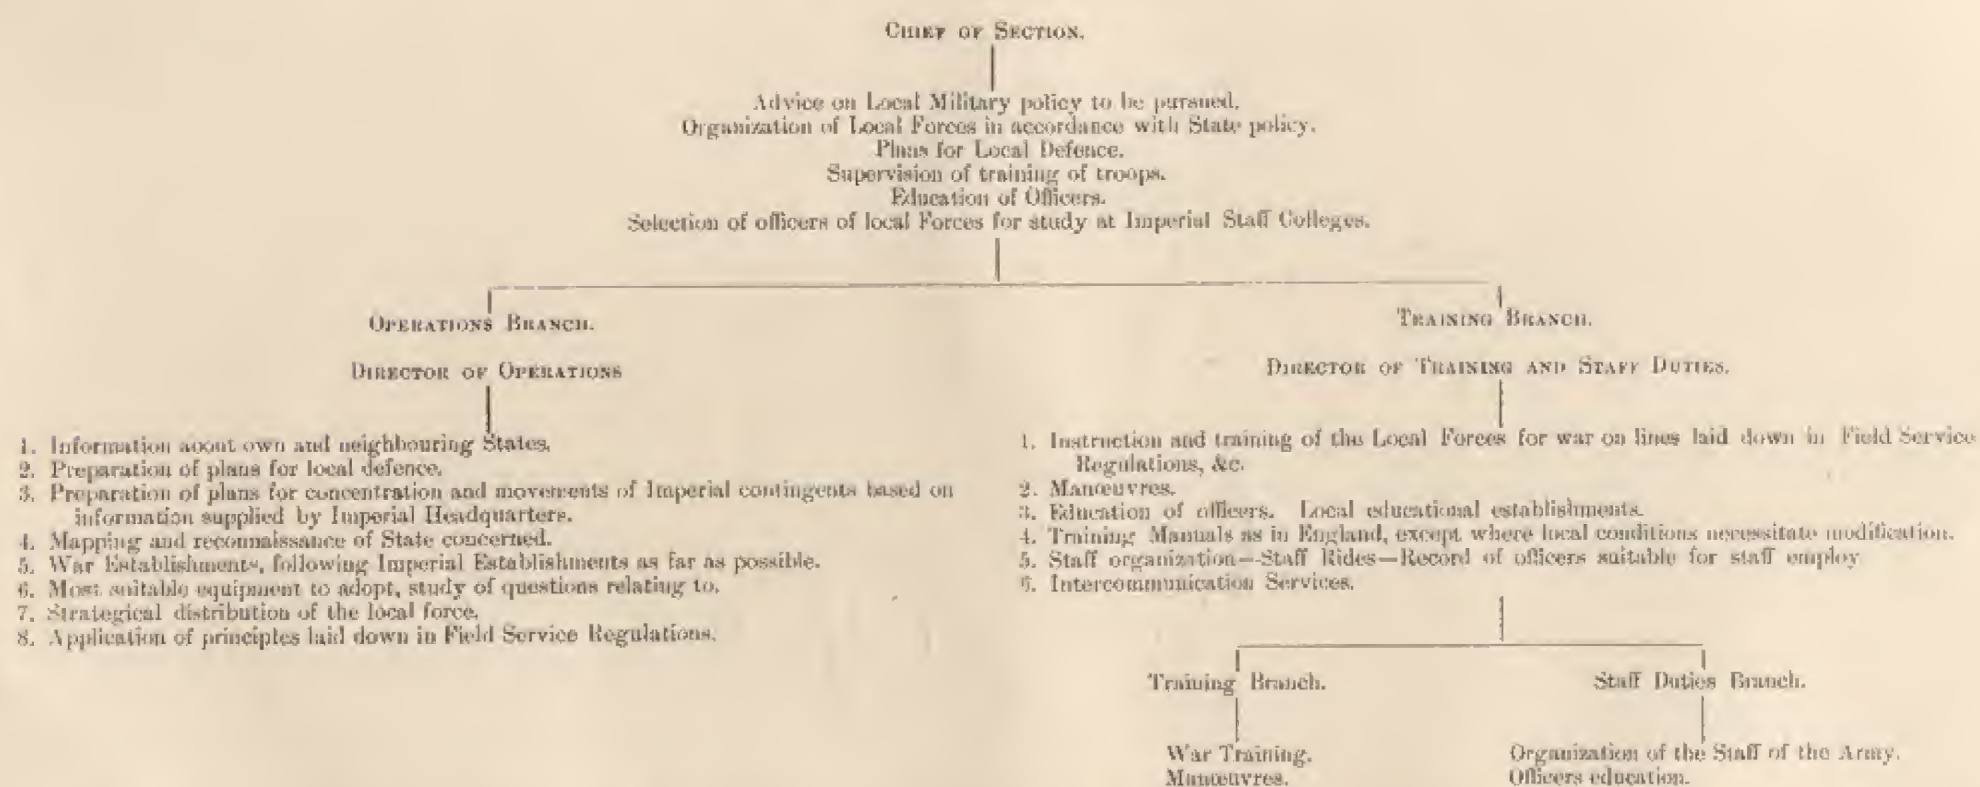 CHIEF OF SECTION.
Advice on Local Military policy to be pursued.
Organization of Local Forces in accordance with State policy.
Plans for Local Defence.
Supervision of training of troops.
Education of Officers.
Selection of officers of local Forces for study at Imperial Staff Colleges.
OPERATIONS BRANCH.
DIRECTOR OF OPERATIONS
1. Information about own and neighbouring States.
2. Preparation of plans for local defence.
3. Preparation of plans for concentration and movements of Imperial contingents based on
information supplied by Imperial Headquarters.
4. Mapping and reconnaissance of State concerned.
5. War Establishments, following Imperial Establishments as far as possible.
6. Most suitable equipment to adopt, study of questions relating to.
7. Strategical distribution of the local force.
8. Application of principles laid down in Field Service Regulations.
TRAINING BRANCH.
DIRECTOR OF TRAINING AND STAFF DUTIES.
1. Instruction and training of the Local Forces for war on lines laid down in Field Service
Regulations, &c.
2. Manœuvres.
3. Education of officers. Local educational establishments.
4. Training Manuals as in England, except where local conditions necessitate modification.
5. Staff organization—Staff Rides—Record of officers suitable for staff employ
6. Intercommunication Services.
Training Branch.
War Training.
Manœuvres.
Staff Duties Branch.
Organization of the Staff of the Army.
Officers education.